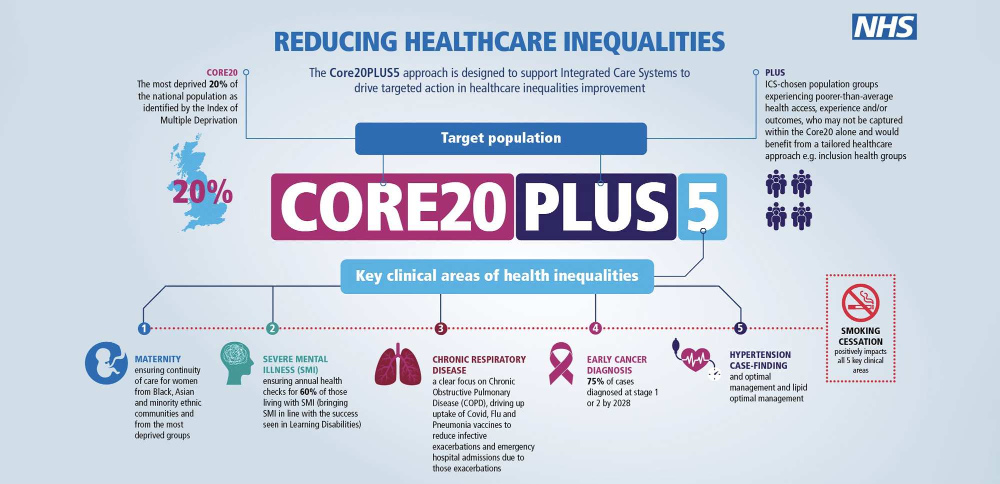 NHS
REDUCING HEALTHCARE INEQUALITIES
The Core20PLUS5 approach is designed to support Integrated Care Systems to
drive targeted action in healthcare inequalities improvement
CORE20
The most deprived 20% of
the national population as
identified by the Index of
Multiple Deprivation
20%
PLUS
ICS-chosen population groups
experiencing poorer-than-average
health access, experience and/or
outcomes, who may not be captured
within the Core20 alone and would
benefit from a tailored healthcare
approach e.g. inclusion health groups
Target population
CORE20 PLUS 5
Key clinical areas of health inequalities
1
MATERNITY
ensuring continuity
of care for women
from Black, Asian
and minority ethnic
communities and
from the most
deprived groups
2
SEVERE MENTAL
ILLNESS (SMI)
ensuring annual health
checks for 60% of those
living with SMI (bringing
SMI in line with the success
seen in Learning Disabilities)
3
CHRONIC RESPIRATORY
DISEASE
a clear focus on Chronic
Obstructive Pulmonary
Disease (COPD), driving up
uptake of Covid, Flu and
Pneumonia vaccines to
reduce infective
exacerbations and emergency
hospital admissions due to
those exacerbations
4
EARLY CANCER
DIAGNOSIS
75% of cases
diagnosed at stage 1
or 2 by 2028
5
HYPERTENSION
CASE-FINDING
and optimal
management and lipid
optimal management
SMOKING
CESSATION
positively impacts
all 5 key clinical
areas